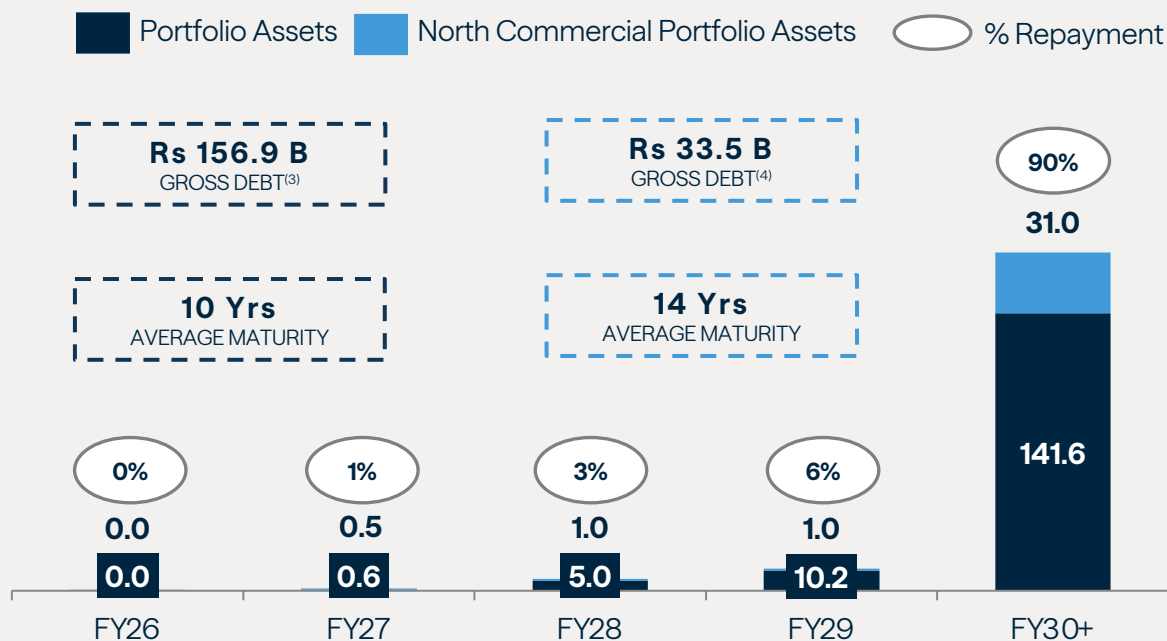 Portfolio Assets North Commercial Portfolio Assets % Repayment
Rs 156.9 B
GROSS DEBT(3)
Rs 33.5 B
GROSS DEBT(4)
10 Yrs
AVERAGE MATURITY
14 Yrs
AVERAGE MATURITY
90%
31.0
141.6
0% 1% 3% 6%
0.0 0.5 1.0 1.0
0.0 0.6 5.0 10.2
FY26 FY27 FY28 FY29 FY30+